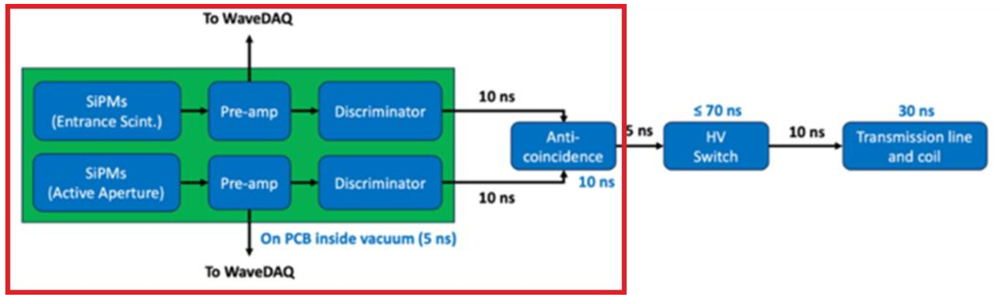 To WaveDAQ
SiPMs
(Entrance Scint.)
Pre-amp
Discriminator
10 ns
SiPMs
(Active Aperture)
Pre-amp
Discriminator
10 ns
On PCB inside vacuum (5 ns)
To WaveDAQ
Anti-
coincidence
10 ns
5 ns
≤ 70 ns
HV
Switch
10 ns
30 ns
Transmission line
and coil